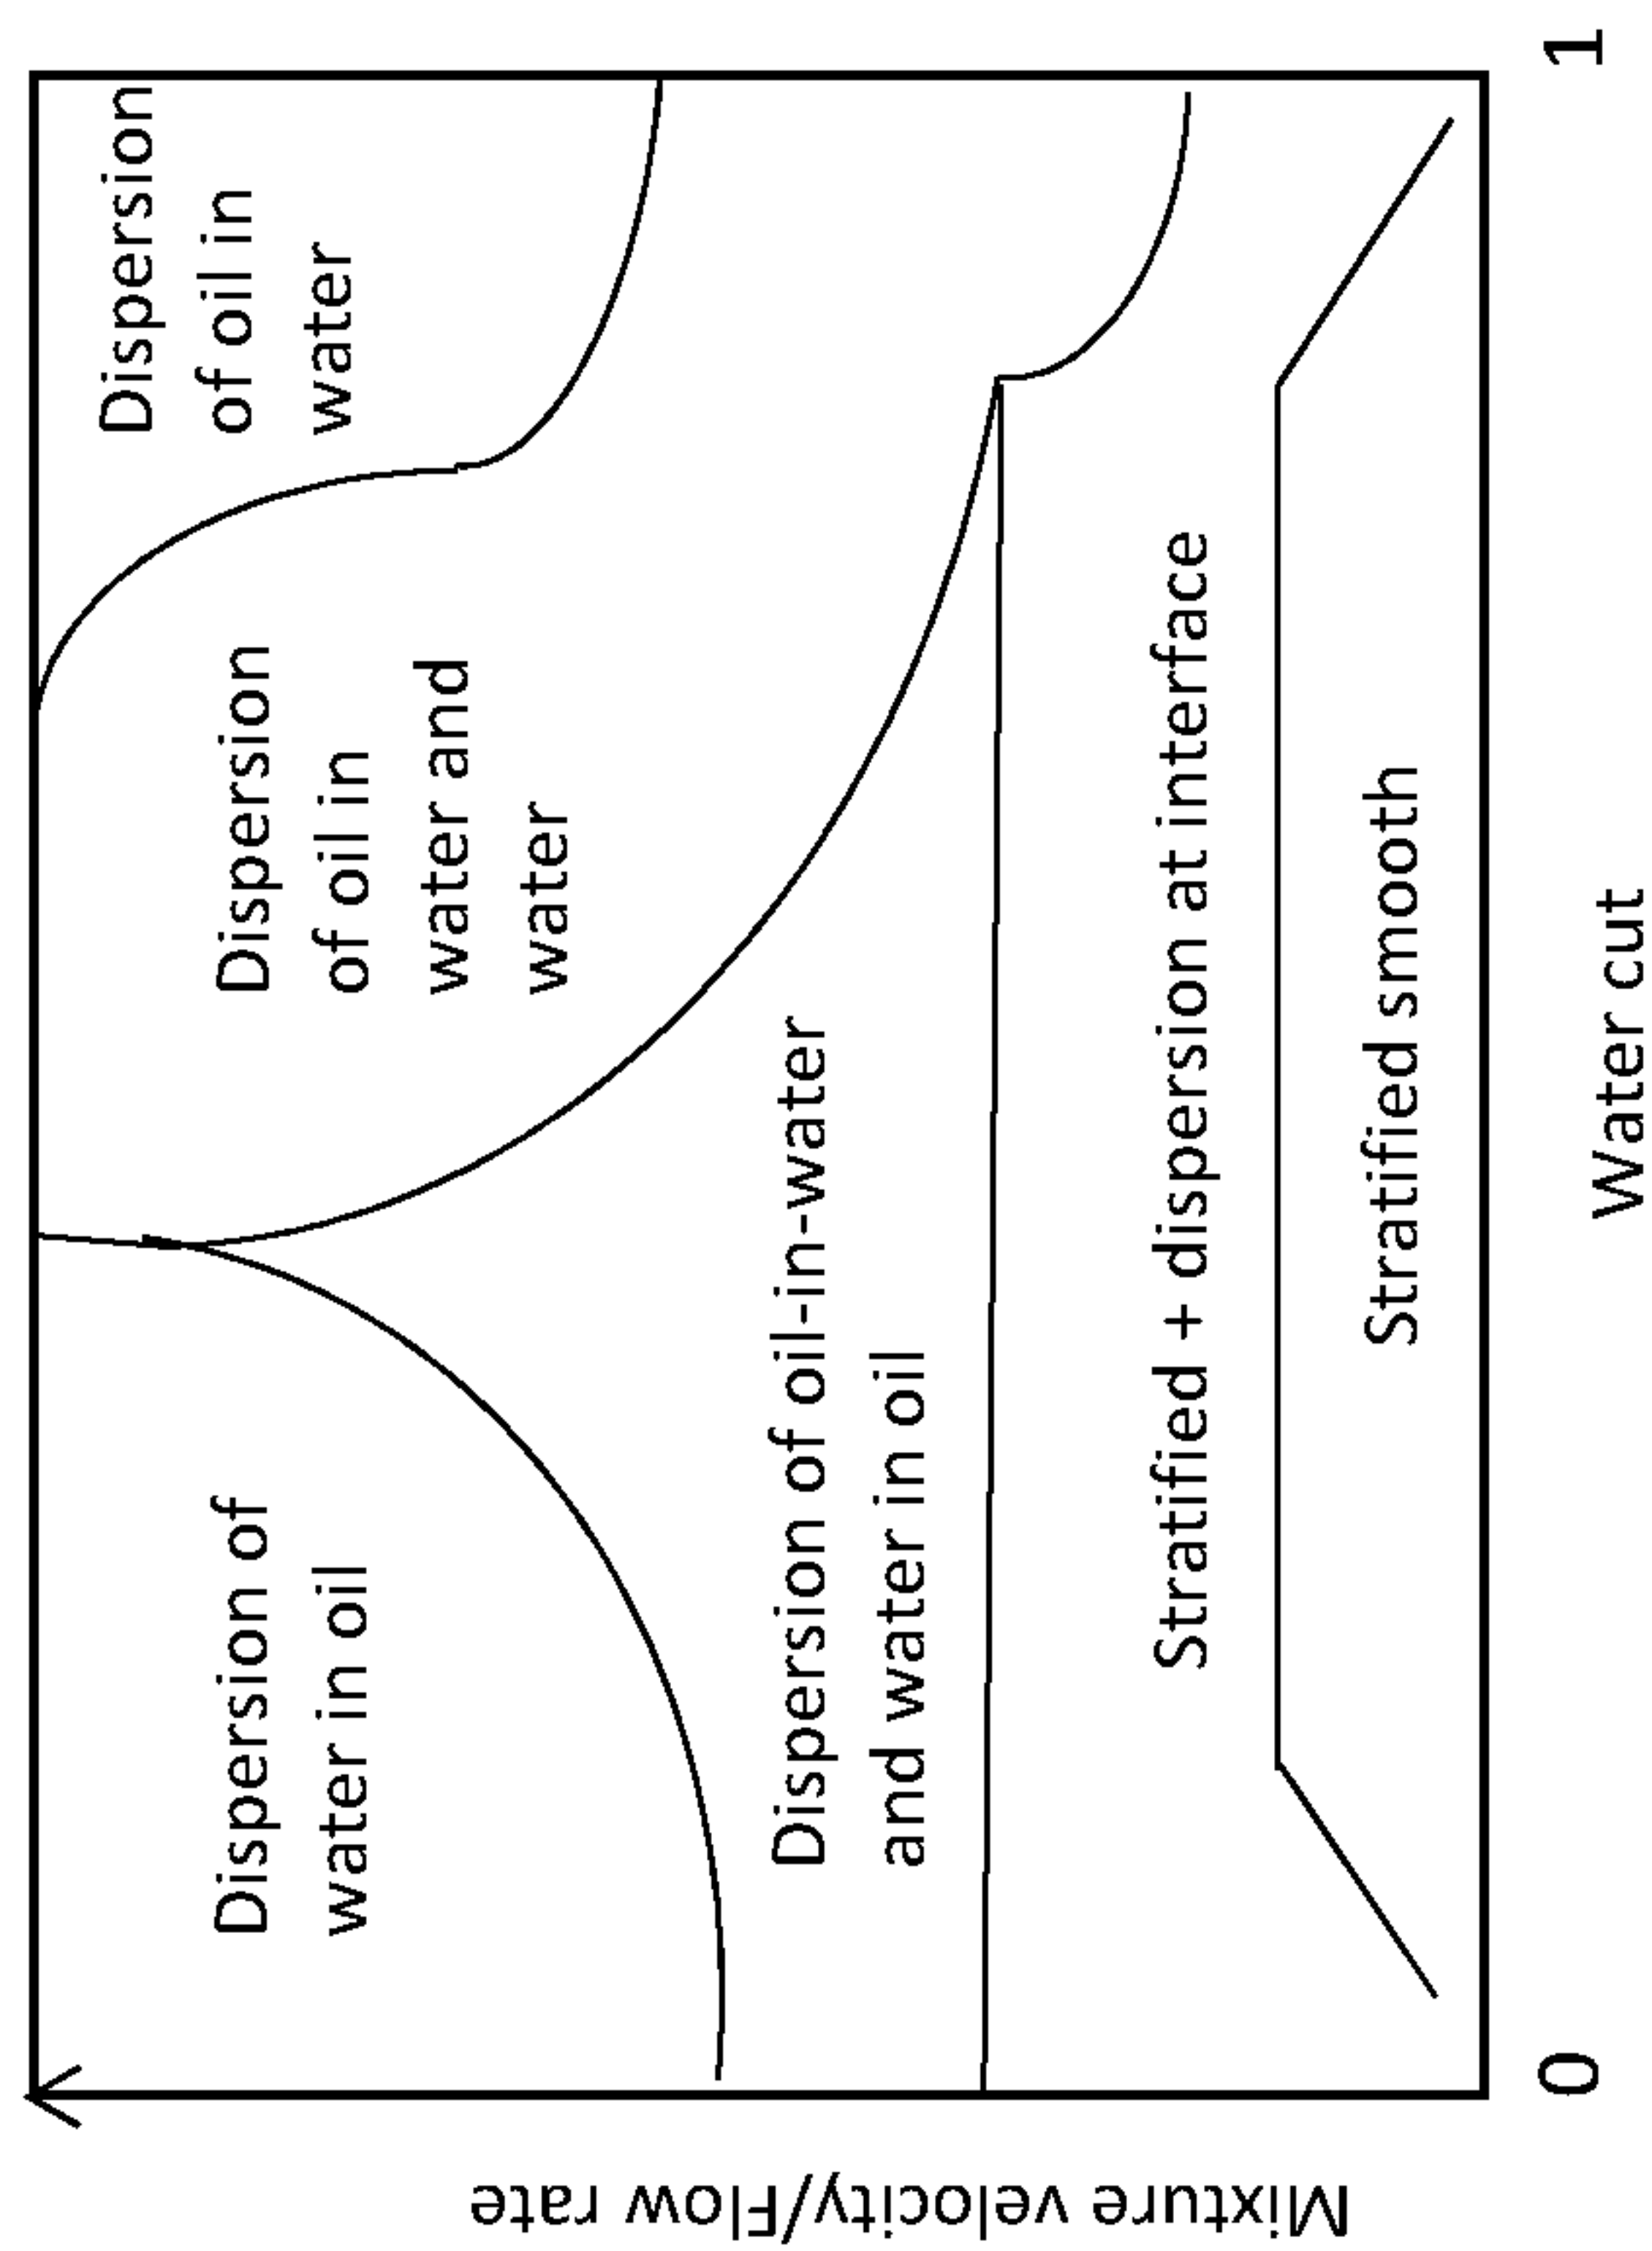 Dispersion of
water in oil
Dispersion
of oil in
water and
water
Dispersion
of oil in
water
Dispersion of oil-in-water
and water in oil
Stratified + dispersion at interface
Stratified smooth
Mixture velocity/Flow rate
0
Water cut
1